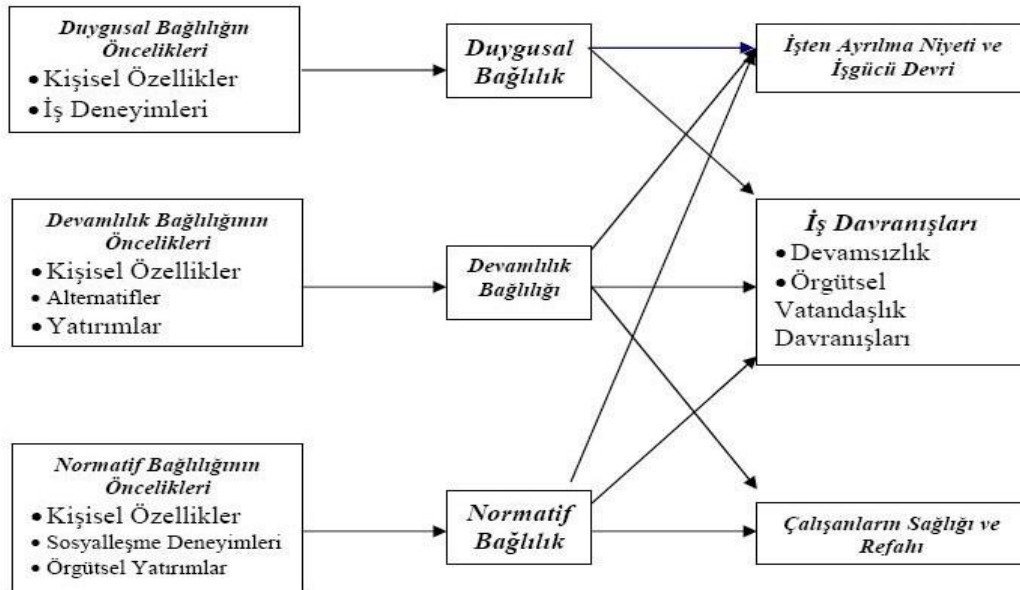 Duygusal Bağlılığın
Öncelikleri
• Kişisel Özellikler
• İş Deneyimleri
Duygusal
Bağlılık
İşten Ayrılma Niyeti ve
İşgücü Devri
Devamlılık Bağlılığının
Öncelikleri
• Kişisel Özellikler
• Alternatifler
• Yatırımlar
Devamlılık
Bağlılığı
İş Davranışları
• Devamsızlık
• Örgütsel
Vatandaşlık
Davranışları
Normatif Bağlılığının
Öncelikleri
• Kişisel Özellikler
• Sosyalleşme Deneyimleri
• Örgütsel Yatırımlar
Normatif
Bağlılık
Çalışanların Sağlığı ve
Refahı